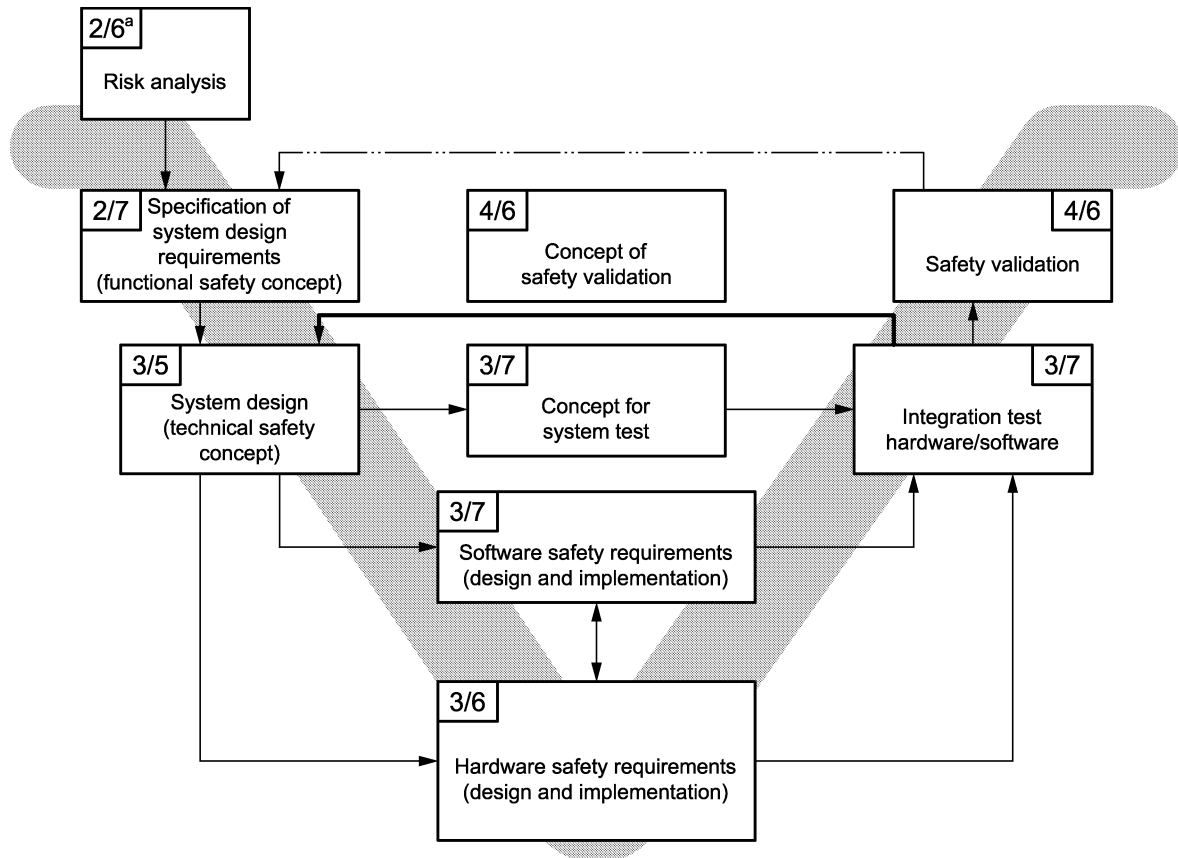 2/6ª
Risk analysis
2/7
Specification of
system design
requirements
(functional safety concept)
4/6
Concept of
safety validation
4/6
Safety validation
3/5
System design
(technical safety
concept)
3/7
Concept for
system test
3/7
Integration test
hardware/software
3/7
Software safety requirements
(design and implementation)
3/6
Hardware safety requirements
(design and implementation)